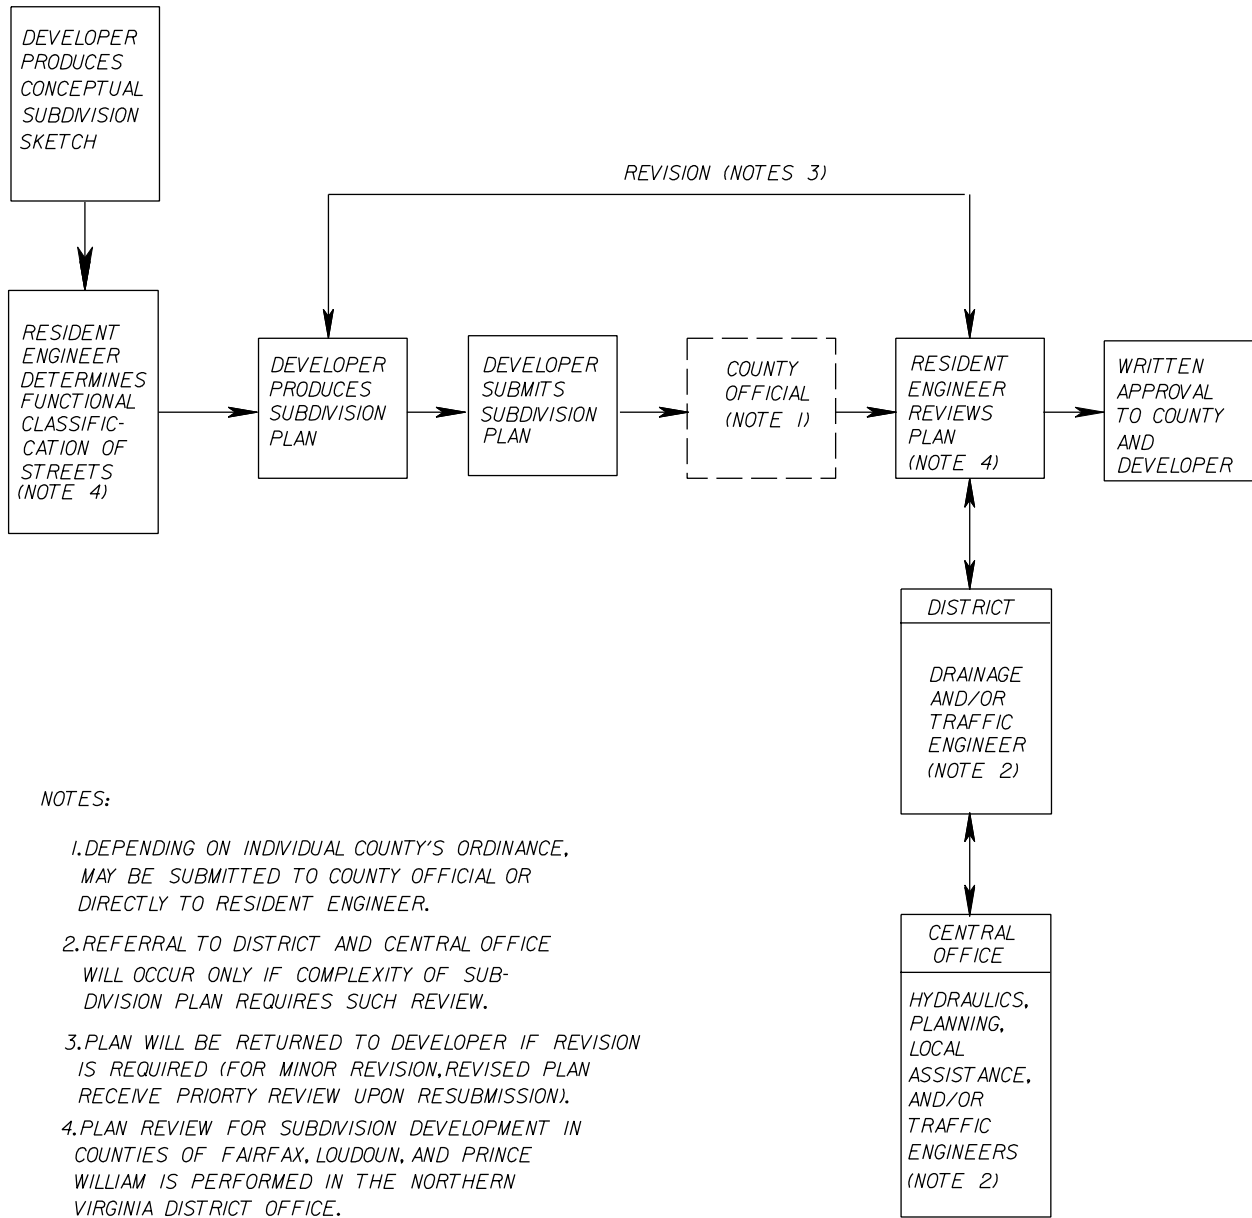 DEVELOPER
PRODUCES
CONCEPTUAL
SUBDIVISION
SKETCH
REVISION (NOTES 3)
RESIDENT
ENGINEER
DETERMINES
FUNCTIONAL
CLASSIFIC-
CATION OF
STREETS
(NOTE 4)
DEVELOPER
PRODUCES
SUBDIVISION
PLAN
DEVELOPER
SUBMITS
SUBDIVISION
PLAN
COUNTY
OFFICIAL
(NOTE 1)
RESIDENT
ENGINEER
REVIEWS
PLAN
(NOTE 4)
WRITTEN
APPROVAL
TO COUNTY
AND
DEVELOPER
DISTRICT
DRAINAGE
AND/OR
TRAFFIC
ENGINEER
(NOTE 2)
CENTRAL
OFFICE
HYDRAULICS,
PLANNING,
LOCAL
ASSISTANCE,
AND/OR
TRAFFIC
ENGINEERS
(NOTE 2)
NOTES:
1. DEPENDING ON INDIVIDUAL COUNTY'S ORDINANCE,
MAY BE SUBMITTED TO COUNTY OFFICIAL OR
DIRECTLY TO RESIDENT ENGINEER.
2. REFERRAL TO DISTRICT AND CENTRAL OFFICE
WILL OCCUR ONLY IF COMPLEXITY OF SUB-
DIVISION PLAN REQUIRES SUCH REVIEW.
3. PLAN WILL BE RETURNED TO DEVELOPER IF REVISION
IS REQUIRED (FOR MINOR REVISION, REVISED PLAN
RECEIVE PRIORTY REVIEW UPON RESUBMISSION).
4. PLAN REVIEW FOR SUBDIVISION DEVELOPMENT IN
COUNTIES OF FAIRFAX, LOUDOUN, AND PRINCE
WILLIAM IS PERFORMED IN THE NORTHERN
VIRGINIA DISTRICT OFFICE.